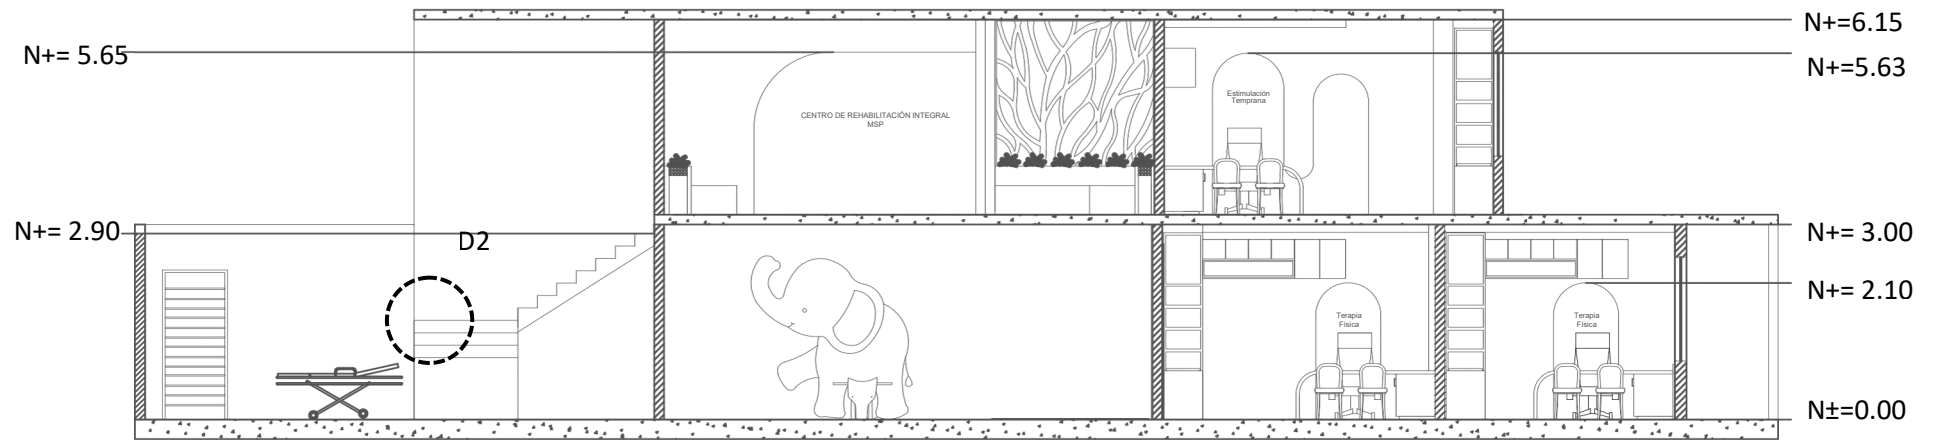 N+=6.15
N+= 5.65
N+=5.63
Estimulación
Temprana
CENTRO DE REHABILITACIÓN INTEGRAL
MSP
N+= 2.90
D2
N+= 3.00
N+= 2.10
Terapia
Física
Terapia
Física
N±=0.00